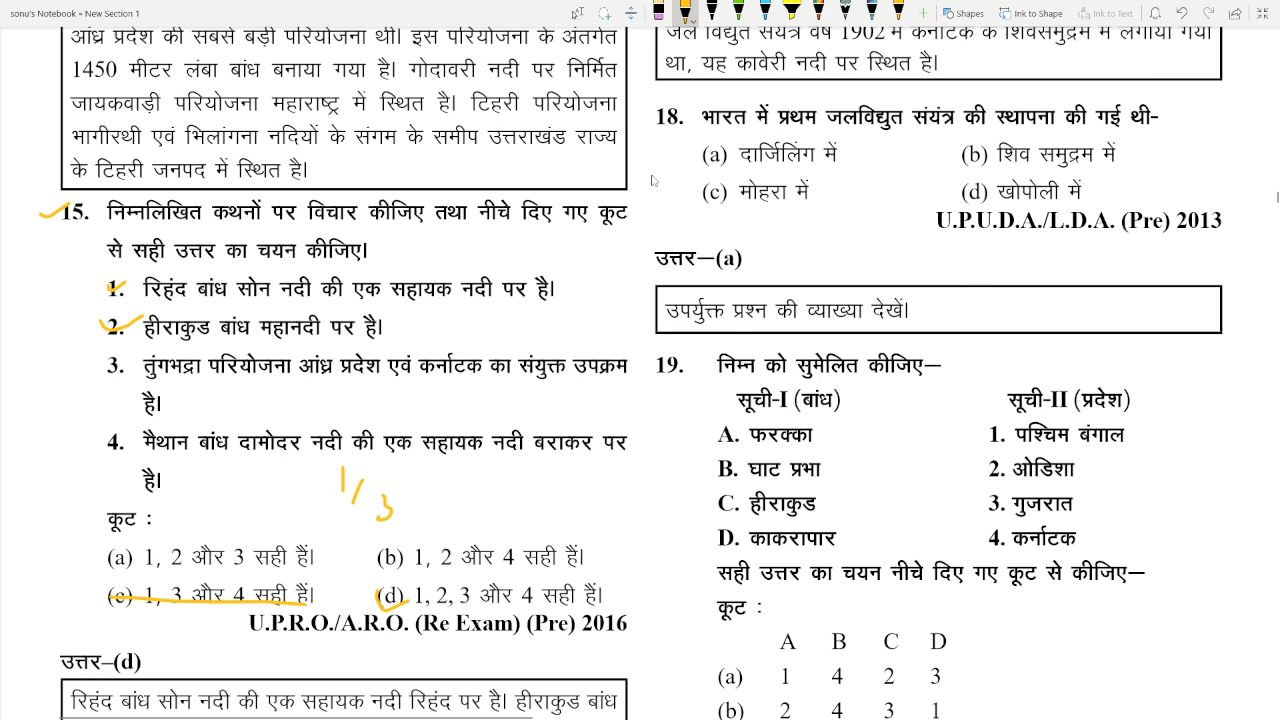 sonu's Notebook » New Section 1
Shapes
Ink to Shape
Ink to Text
आंध्र प्रदेश की सबसे बड़ी परियोजना थी। इस परियोजना के अंतर्गत
1450 मीटर लंबा बांध बनाया गया है। गोदावरी नदी पर निर्मित
जायकवाड़ी परियोजना महाराष्ट्र में स्थित है। टिहरी परियोजना
भागीरथी एवं भिलांगना नदियों के संगम के समीप उत्तराखंड राज्य
के टिहरी जनपद में स्थित है।
15. निम्नलिखित कथनों पर विचार कीजिए तथा नीचे दिए गए कूट
से सही उत्तर का चयन कीजिए।
1. रिहंद बांध सोन नदी की एक सहायक नदी पर है।
2. हीराकुड बांध महानदी पर है।
3. तुंगभद्रा परियोजना आंध्र प्रदेश एवं कर्नाटक का संयुक्त उपक्रम
है।
4. मैथान बांध दामोदर नदी की एक सहायक नदी बराकर पर
है।
1/3
कूट :
(a) 1, 2 और 3 सही हैं। (b) 1, 2 और 4 सही हैं।
(c) 1, 3 और 4 सही हैं। (d) 1, 2, 3 और 4 सही हैं।
U.P.R.O./A.R.O. (Re Exam) (Pre) 2016
उत्तर–(d)
रिहंद बांध सोन नदी की एक सहायक नदी रिहंद पर है। हीराकुड बांध
जल विद्युत संयंत्र वर्ष 1902 में कर्नाटक के शिवसमुद्रम में लगाया गया
था, यह कावेरी नदी पर स्थित है।
18. भारत में प्रथम जलविद्युत संयंत्र की स्थापना की गई थी-
(a) दार्जिलिंग में (b) शिव समुद्रम में
(c) मोहरा में (d) खोपोली में
U.P.U.D.A./L.D.A. (Pre) 2013
उत्तर—(a)
उपर्युक्त प्रश्न की व्याख्या देखें।
19. निम्न को सुमेलित कीजिए—
सूची-I (बांध) सूची-II (प्रदेश)
A. फरक्का 1. पश्चिम बंगाल
B. घाट प्रभा 2. ओडिशा
C. हीराकुड 3. गुजरात
D. काकरापार 4. कर्नाटक
सही उत्तर का चयन नीचे दिए गए कूट से कीजिए—
कूट :
A B C D
(a) 1 4 2 3
(b) 2 4 3 1